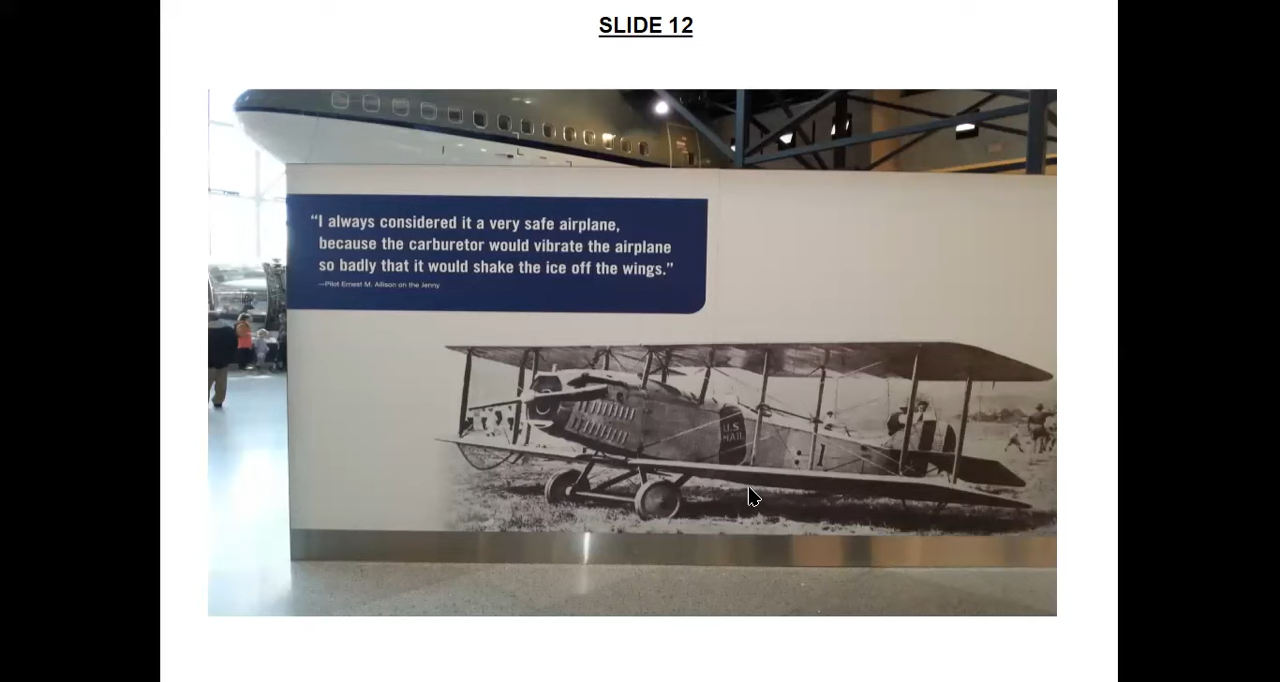 SLIDE 12
“I always considered it a very safe airplane,
because the carburetor would vibrate the airplane
so badly that it would shake the ice off the wings.”
—Pilot Ernest M. Allison on the Jenny
U.S
MAIL
1